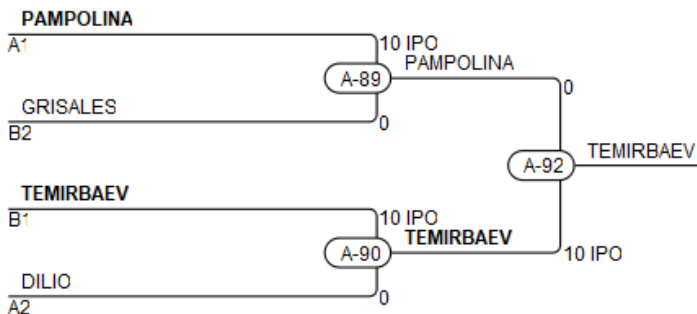 PAMPOLINA
A1
10 IPO
A-89
PAMPOLINA
GRISALES
0
B2
0
A-92
TEMIRBAEV
TEMIRBAEV
B1
10 IPO
A-90
TEMIRBAEV
10 IPO
DILIO
0
A2